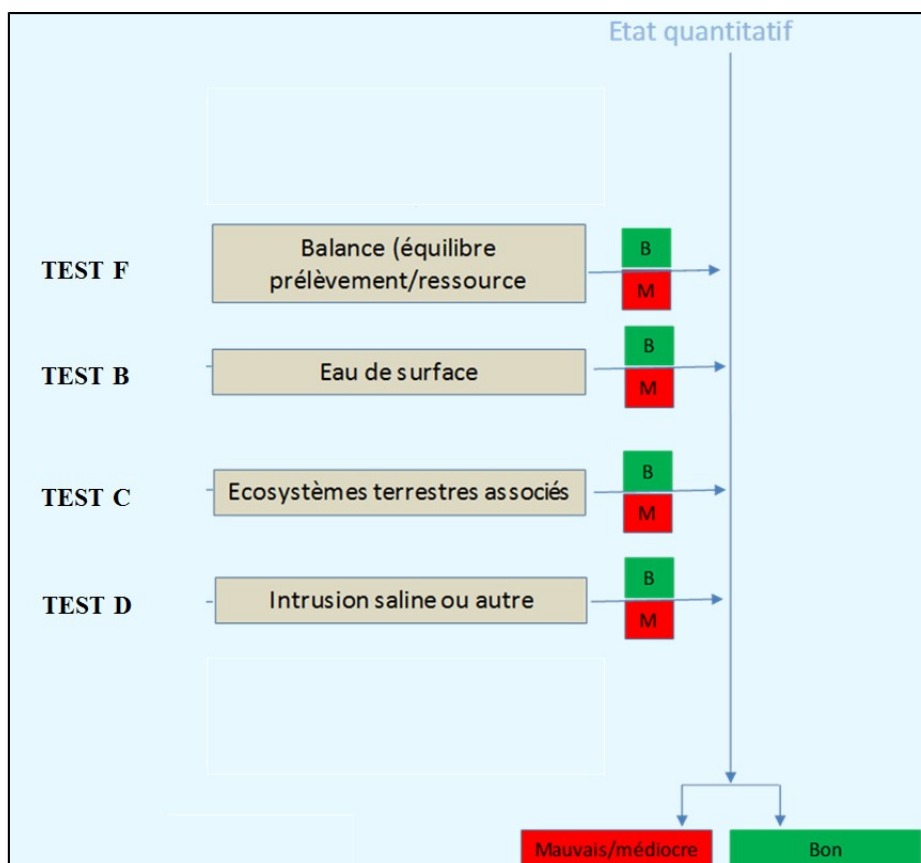 Etat quantitatif
TEST F
Balance (équilibre
prélèvement/ressource
B
M
TEST B
Eau de surface
B
M
TEST C
Ecosystèmes terrestres associés
B
M
TEST D
Intrusion saline ou autre
B
M
Mauvais/médiocre
Bon